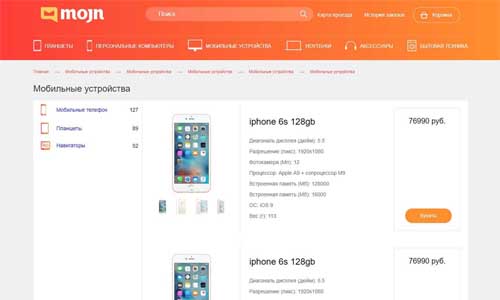 mojn
Поиск
Карта проезда
История заказа
Корзина
ПЛАНШЕТЫ
ПЕРСОНАЛЬНЫЕ КОМПЬЮТЕРЫ
МОБИЛЬНЫЕ УСТРОЙСТВА
НОУТБУКИ
АКСЕССУАРЫ
БЫТОВАЯ ТЕХНИКА
Главная — Мобильные устройства — Мобильные устройства — Мобильные устройства — Мобильные устройства — Мобильные устройства
Мобильные устройства
Мобильные телефон 127
Планшеты 89
Навигаторы 52
iphone 6s 128gb
Диагональ дисплея (дюйм): 5.5
Разрешение (пикс): 1920x1080
Фотокамера (Мп): 12
Процессор: Apple A9 + сопроцессор M9
Встроенная память (Мб): 128000
Встроенная память (Мб): 16000
ОС: iOS 9
Вес (г): 113
76990 руб.
Купить
iphone 6s 128gb
Диагональ дисплея (дюйм): 5.5
Разрешение (пикс): 1920x1080
76990 руб.